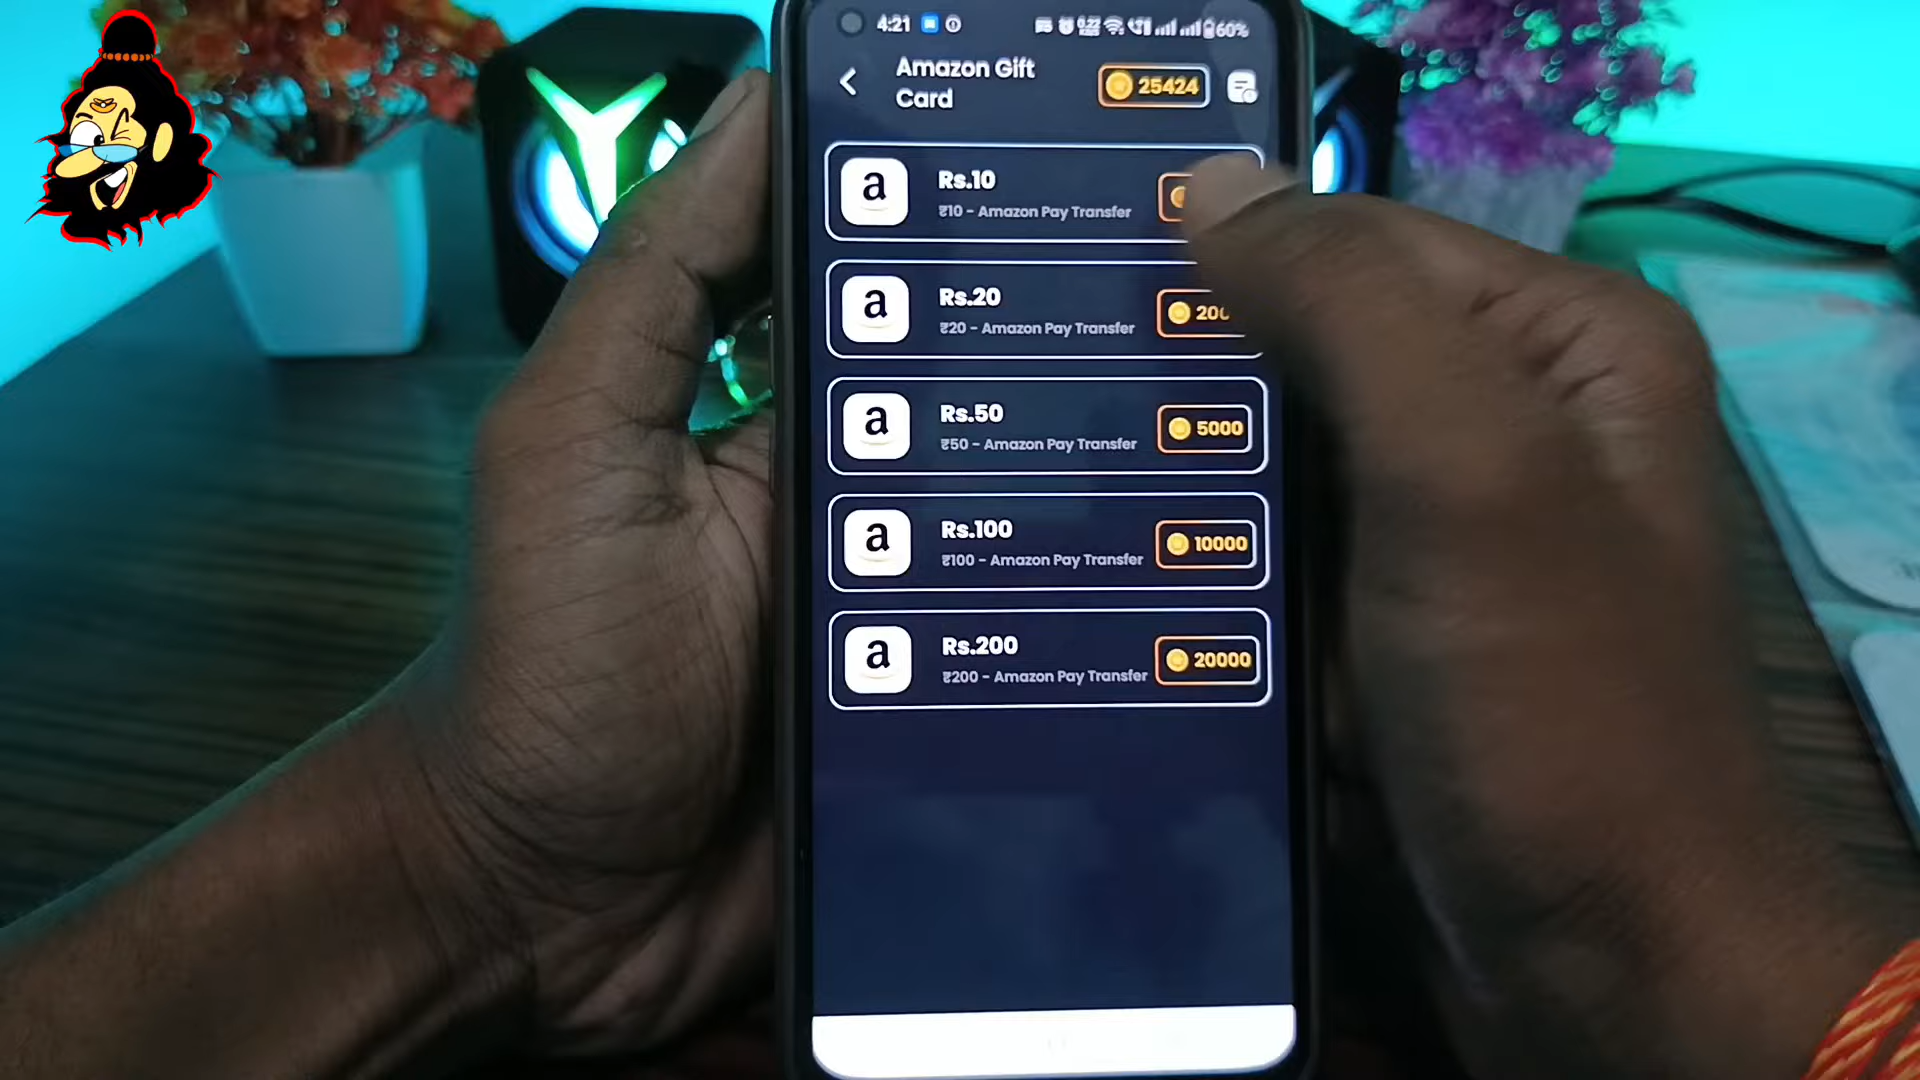 4:21
60%
Amazon Gift
Card
25424
a
Rs.10
₹10 - Amazon Pay Transfer
a
Rs.20
₹20 - Amazon Pay Transfer
a
Rs.50
₹50 - Amazon Pay Transfer
5000
a
Rs.100
₹100 - Amazon Pay Transfer
10000
a
Rs.200
₹200 - Amazon Pay Transfer
20000